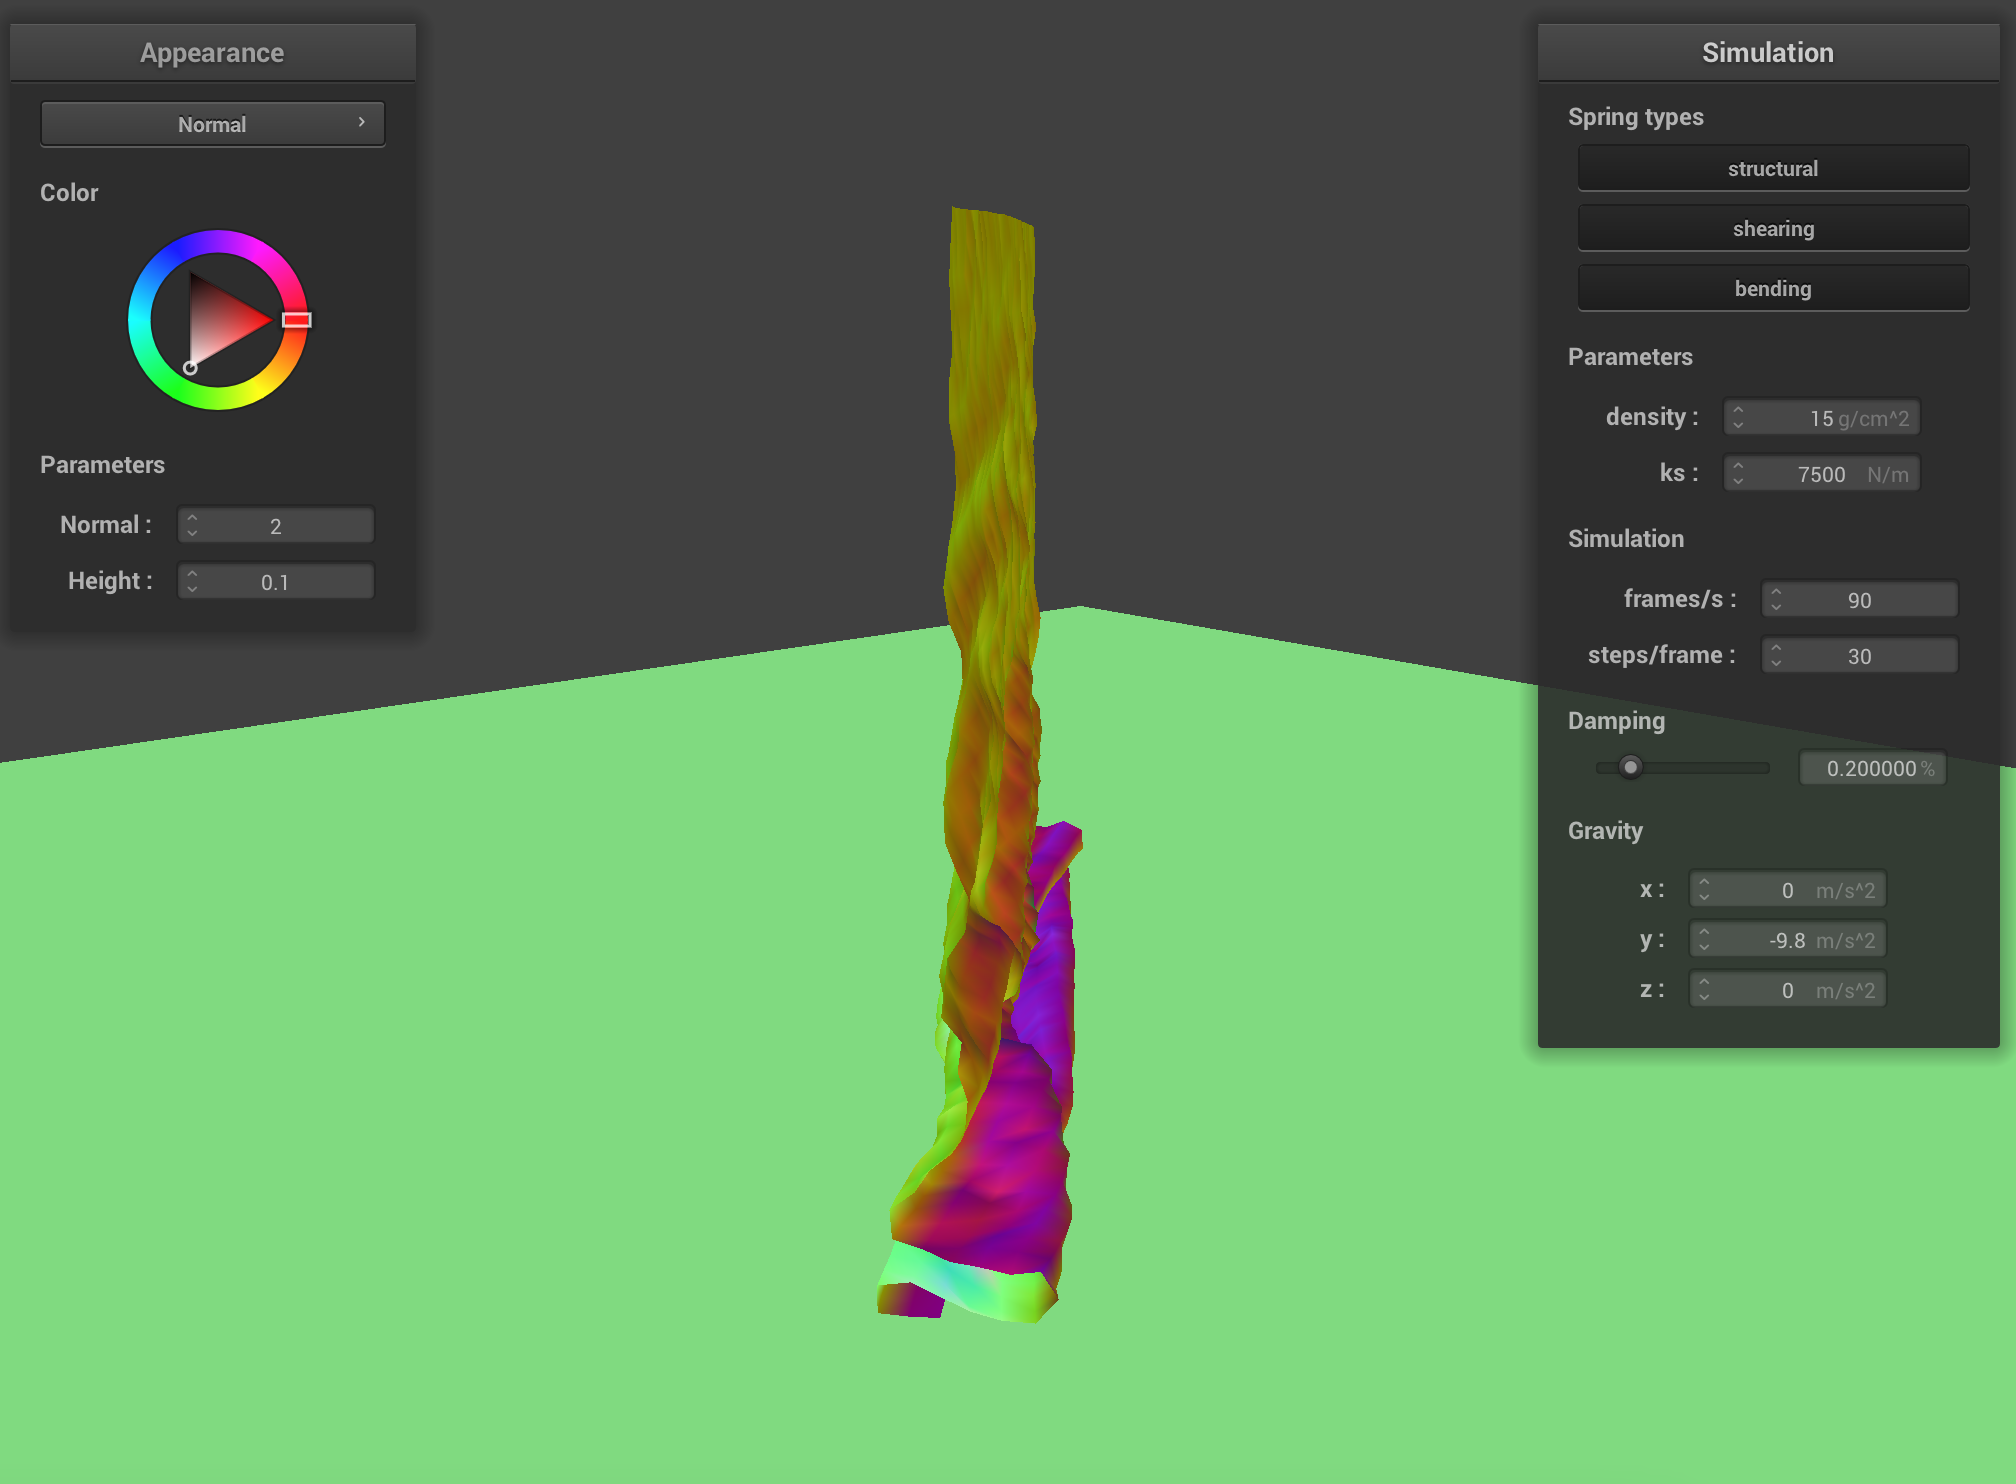 Appearance
Normal
Color
Parameters
Normal : 2
Height : 0.1
Simulation
Spring types
structural
shearing
bending
Parameters
density : 15 g/cm^2
ks : 7500 N/m
Simulation
frames/s : 90
steps/frame : 30
Damping
0.200000 %
Gravity
x : 0 m/s^2
y : -9.8 m/s^2
z : 0 m/s^2